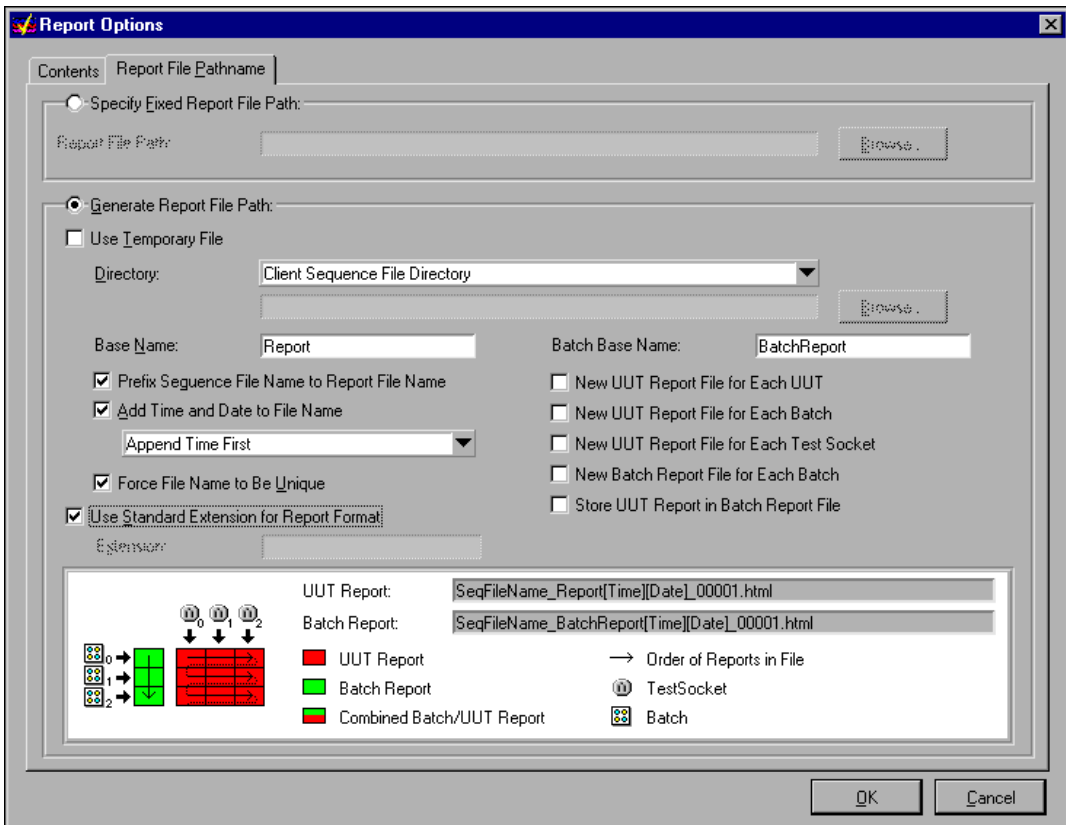 Report Options
Contents
Report File Pathname
Specify Fixed Report File Path:
Report File Path:
Browse...
Generate Report File Path:
Use Temporary File
Directory:
Client Sequence File Directory
Browse...
Base Name:
Report
Batch Base Name:
BatchReport
Prefix Sequence File Name to Report File Name
New UUT Report File for Each UUT
Add Time and Date to File Name
New UUT Report File for Each Batch
Append Time First
New UUT Report File for Each Test Socket
Force File Name to Be Unique
New Batch Report File for Each Batch
Use Standard Extension for Report Format
Store UUT Report in Batch Report File
Extension:
UUT Report:
SeqFileName_Report[Time][Date]_00001.html
Batch Report:
SeqFileName_BatchReport[Time][Date]_00001.html
0 1 2
0
1
2
UUT Report
Order of Reports in File
Batch Report
TestSocket
Combined Batch/UUT Report
Batch
OK
Cancel